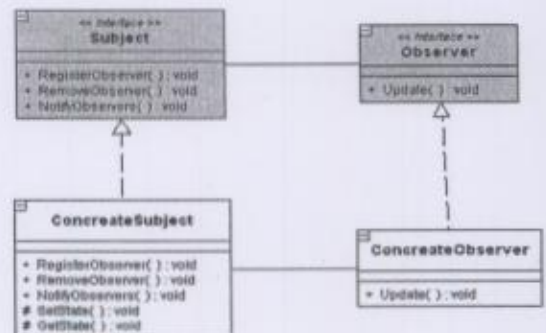 << Interface >>
Subject
+ RegisterObserver( ) : void
+ RemoveObserver( ) : void
+ NotifyObservers( ) : void
<< Interface >>
Observer
+ Update( ) : void
ConcreateSubject
+ RegisterObserver( ) : void
+ RemoveObserver( ) : void
+ NotifyObservers( ) : void
# SetState( ) : void
# GetState( ) : void
ConcreateObserver
+ Update( ) : void